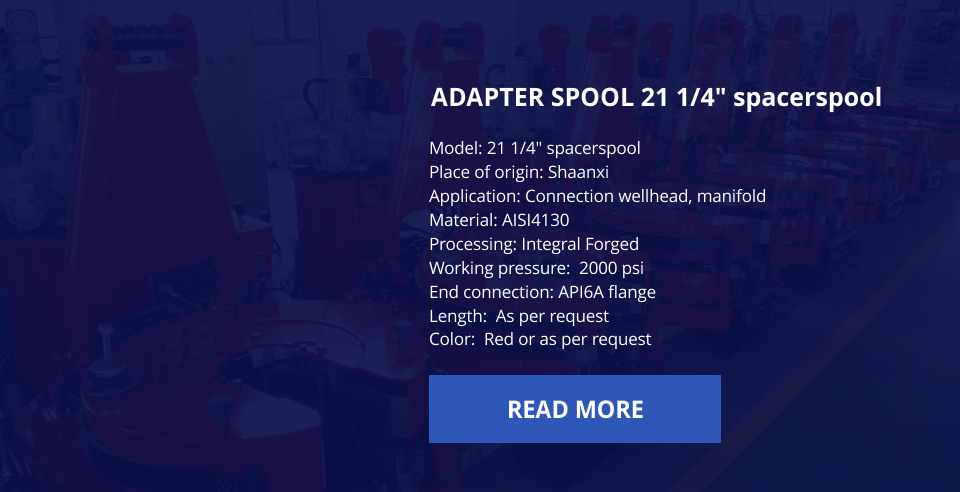 ADAPTER SPOOL 21 1/4" spacerspool
Model: 21 1/4" spacerspool
Place of origin: Shaanxi
Application: Connection wellhead, manifold
Material: AISI4130
Processing: Integral Forged
Working pressure:  2000 psi
End connection: API6A flange
Length:  As per request
Color:  Red or as per request
READ MORE